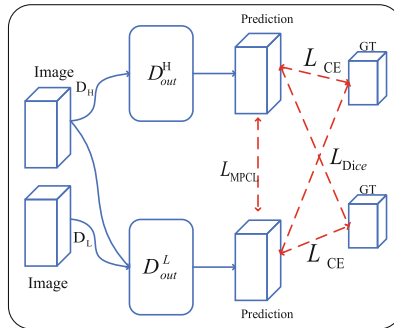 Prediction
Image
D_H
D^H_out
L_CE
GT
L_MPCL
L_Dice
D_L
D^L_out
L_CE
GT
Image
Prediction